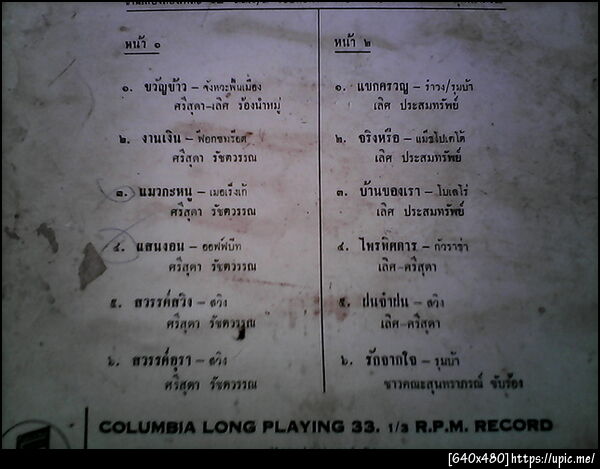 หน้า ๑
๑. ขวัญข้าว – จังหวะพื้นเมือง
ศรีสุดา–เลิศ ร้องนำหมู่
๒. งานเงิน – ฟ๊อกซทร๊อต
ศรีสุดา รัชตวรรณ
๓. แมวกะหนู – เมอเร็งเก้
ศรีสุดา รัชตวรรณ
๔. แสนงอน – ออฟบีท
ศรีสุดา รัชตวรรณ
๕. สวรรค์สวิง – สวิง
ศรีสุดา รัชตวรรณ
๖. สวรรค์สุรา – สวิง
ศรีสุดา รัชตวรรณ
หน้า ๒
๑. แขกครวญ – รำวง/รุมบ้า
เลิศ ประสมทรัพย์
๒. จริงหรือ – แม็ซโปเตโต้
เลิศ ประสมทรัพย์
๓. บ้านของเรา – โบเลโร่
เลิศ ประสมทรัพย์
๔. ไพรพิศดาร – กัวราช่า
เลิศ–ศรีสุดา
๕. ฝนจ๋าฝน – สวิง
เลิศ–ศรีสุดา
๖. รักจากใจ – รุมบ้า
ชาวคณะสุนทราภรณ์ ขับร้อง
COLUMBIA LONG PLAYING 33. 1/3 R.P.M. RECORD
[640x480]https://upic.me/